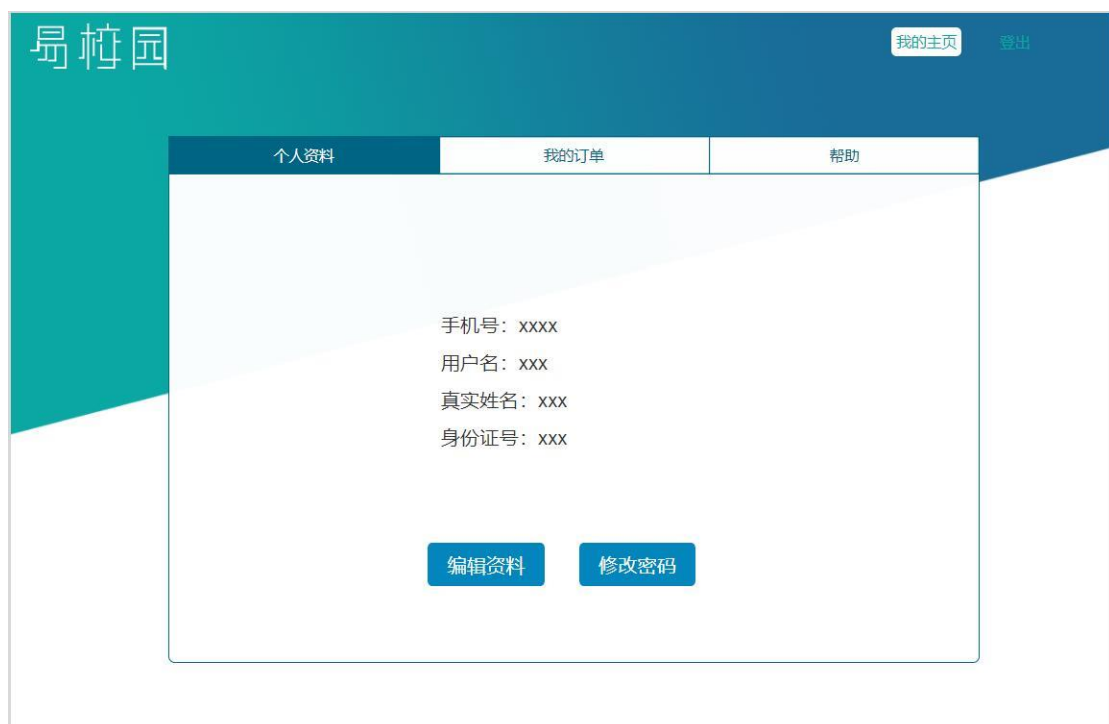 易校园
我的主页 登出
个人资料 我的订单 帮助
手机号：xxxx
用户名：xxx
真实姓名：xxx
身份证号：xxx
编辑资料 修改密码